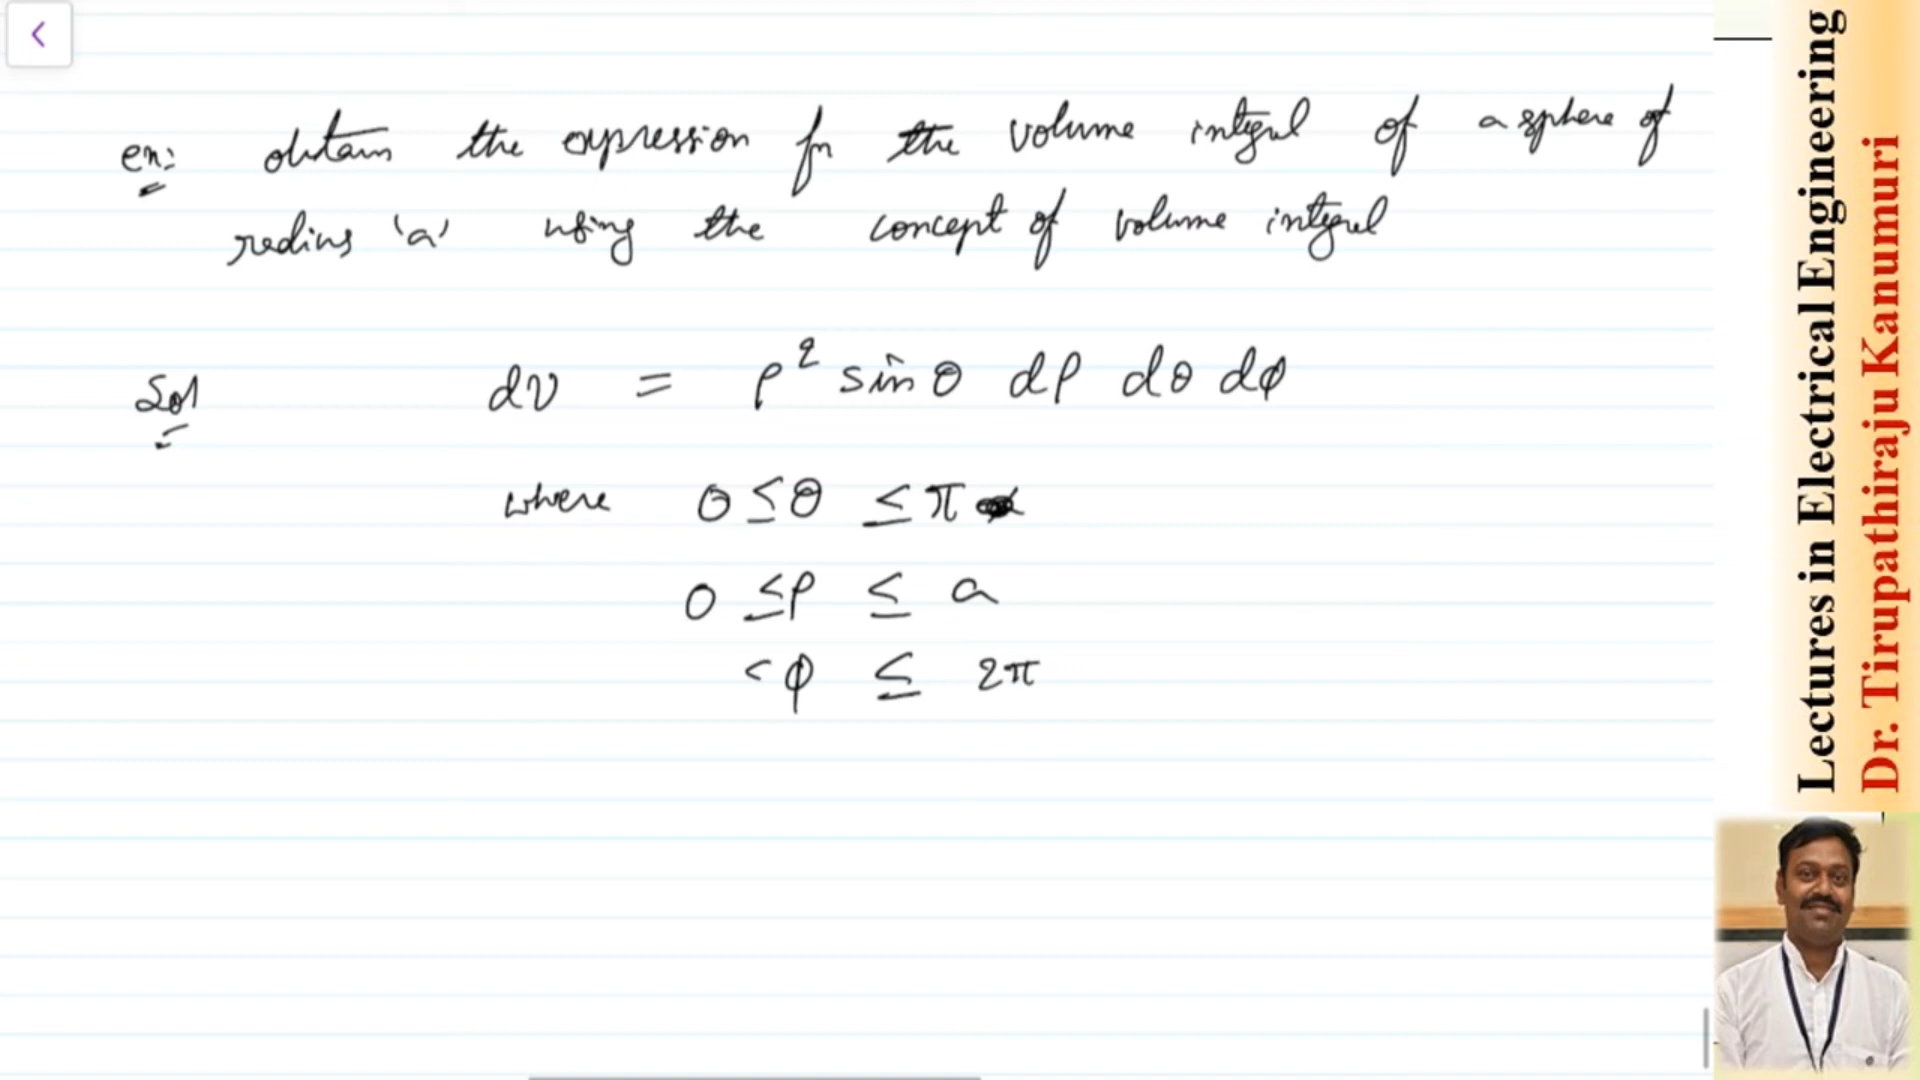 ex: obtain the expression for the volume integral of a sphere of
radius 'a' using the concept of volume integral
Sol dv = ρ² sin θ dρ dθ dφ
where 0 ≤ θ ≤ π
0 ≤ ρ ≤ a
< φ ≤ 2π
Lectures in Electrical Engineering
Dr. Tirupathiraju Kanumuri